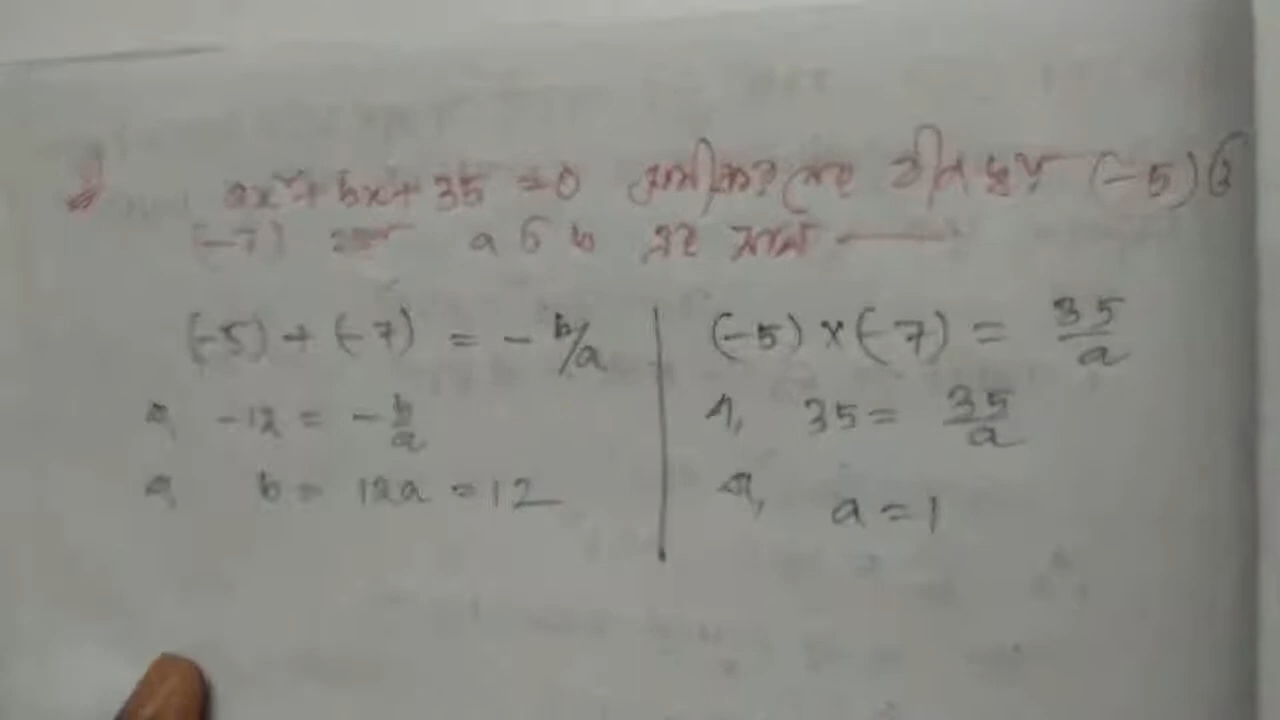 ax²+bx+35 =0 সমীকরণের বীজদ্বয় (-5) ও
(-7) হলে a ও b এর মান ——
(-5) + (-7) = - b/a
বা, -12 = - b/a
বা, b = 12a = 12
(-5) × (-7) = 35/a
বা, 35 = 35/a
বা, a = 1